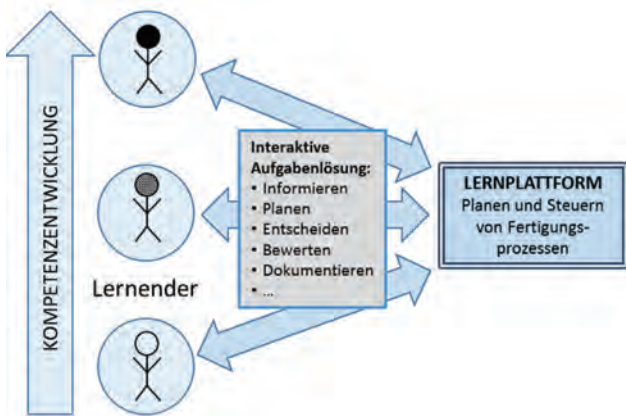 KOMPETENZENTWICKLUNG
Interaktive
Aufgabenlösung:
• Informieren
• Planen
• Entscheiden
• Bewerten
• Dokumentieren
• ...
Lernender
LERNPLATTFORM
Planen und Steuern
von Fertigungs-
prozessen